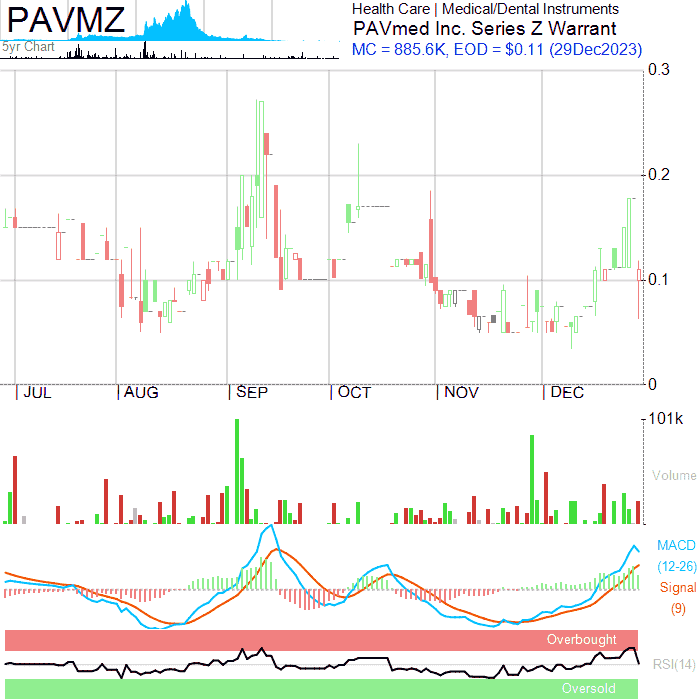 PAVMZ
5yr Chart
Health Care | Medical/Dental Instruments
PAVmed Inc. Series Z Warrant
MC = 885.6K, EOD = $0.11 (29Dec2023)
0.3
0.2
0.1
0
JUL AUG SEP OCT NOV DEC
101k
Volume
MACD
(12-26)
Signal
(9)
Overbought
RSI(14)
Oversold